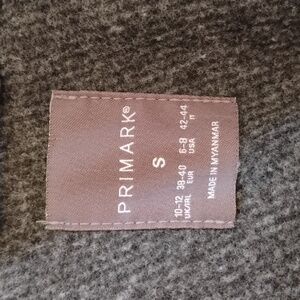 PRIMARK®
S
10-12 38-40 6-8 42-44
UK/IRL EUR USA IT
MADE IN MYANMAR